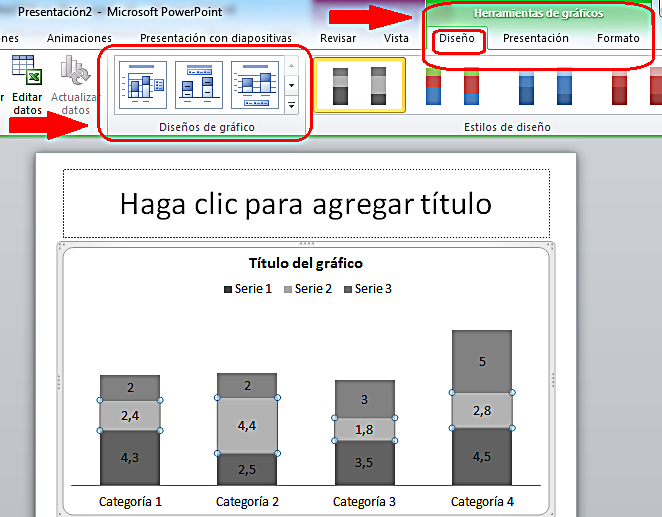 Presentación2 - Microsoft PowerPoint
Herramientas de gráficos
Animaciones Presentación con diapositivas Revisar Vista Diseño Presentación Formato
Editar datos
Actualizar datos
Diseños de gráfico
Estilos de diseño
Haga clic para agregar título
Título del gráfico
Serie 1 Serie 2 Serie 3
2 2 3 5
2,4 4,4 1,8 2,8
4,3 2,5 3,5 4,5
Categoría 1 Categoría 2 Categoría 3 Categoría 4